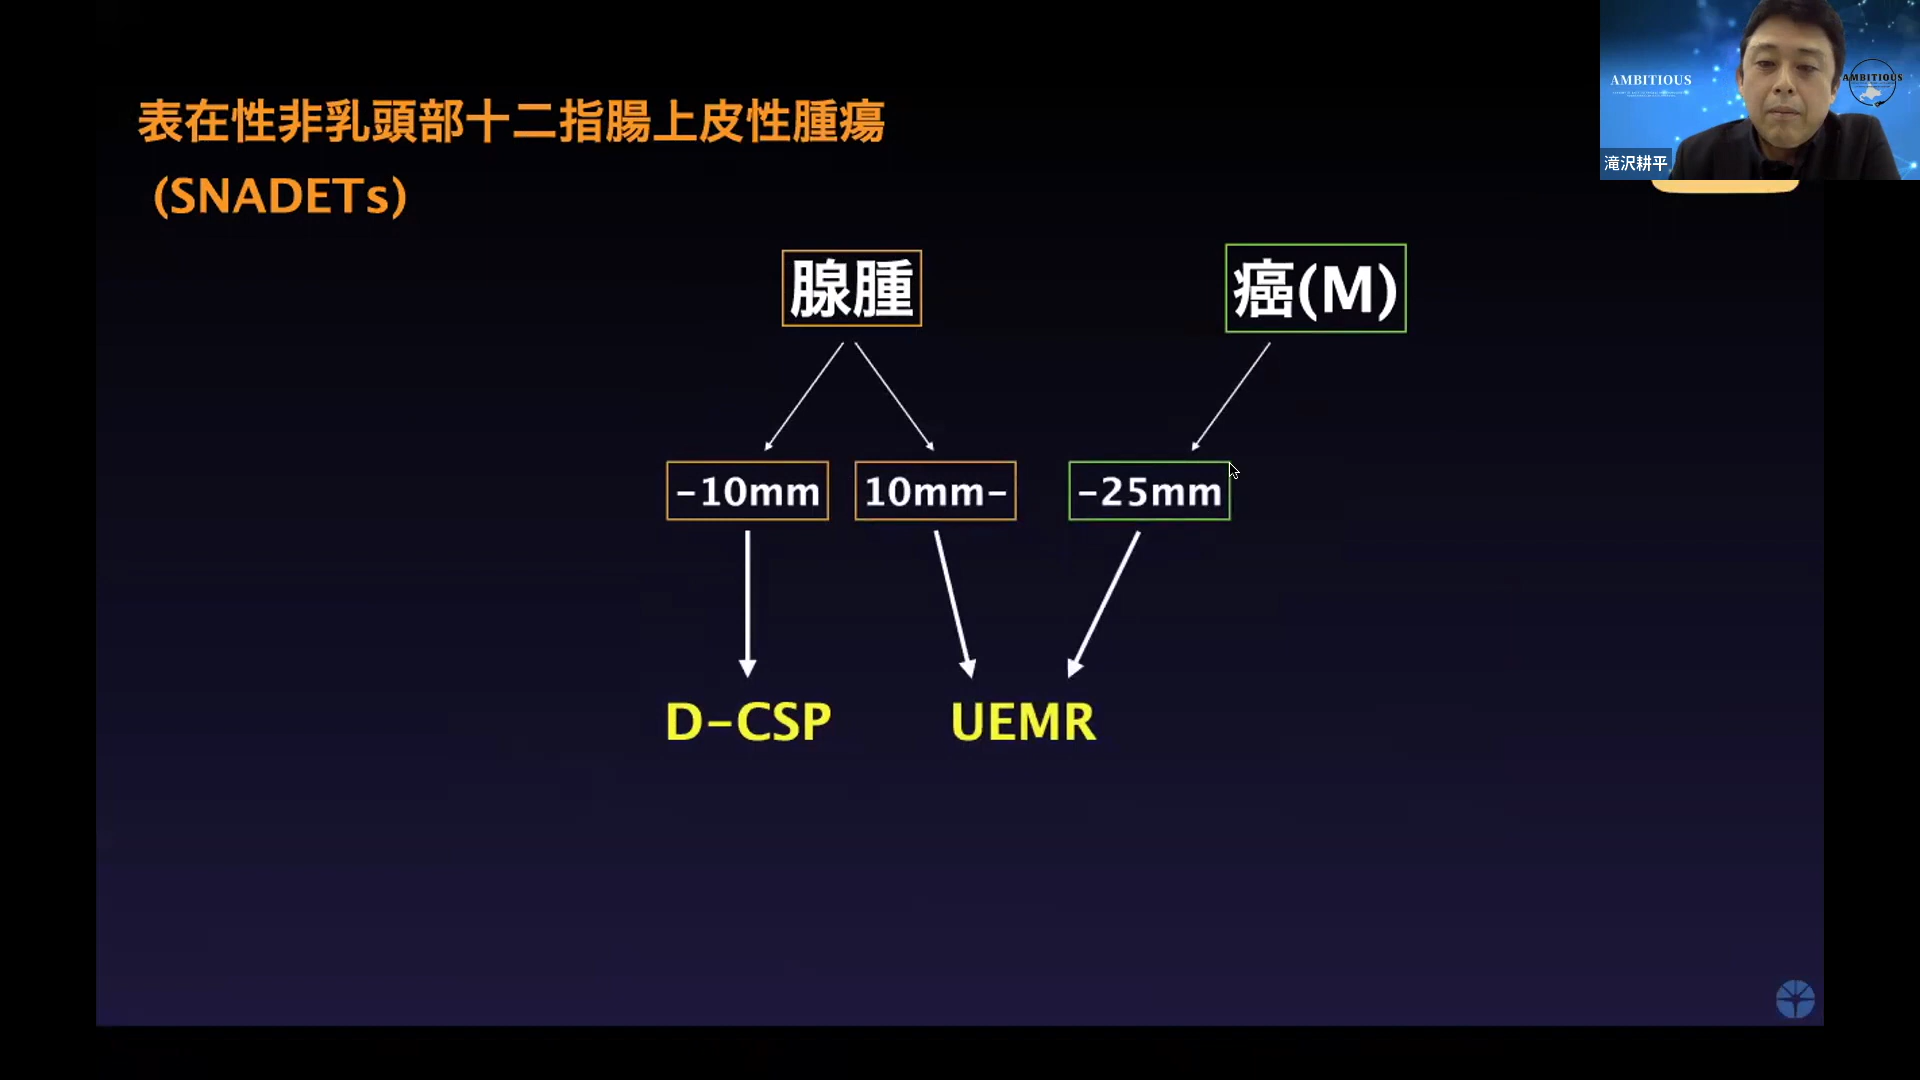 表在性非乳頭部十二指腸上皮性腫瘍
(SNADETs)
腺腫
癌(M)
-10mm
10mm-
-25mm
D-CSP
UEMR
AMBITIOUS
AMBITIOUS
滝沢耕平